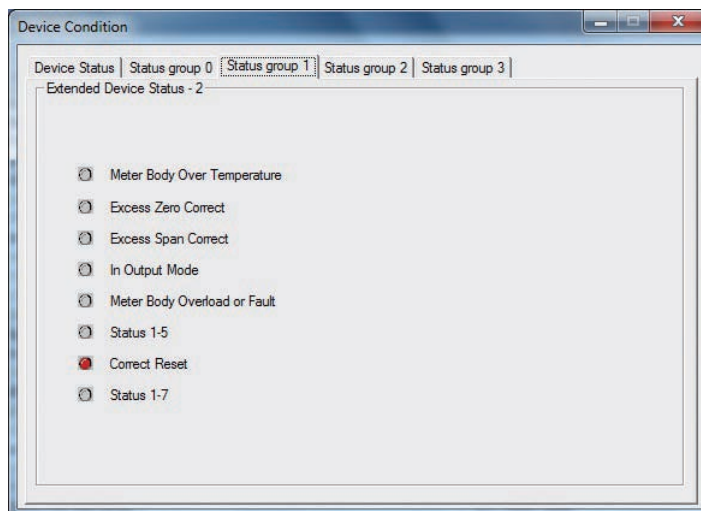 Device Condition
Device Status Status group 0 Status group 1 Status group 2 Status group 3
Extended Device Status - 2
Meter Body Over Temperature
Excess Zero Correct
Excess Span Correct
In Output Mode
Meter Body Overload or Fault
Status 1-5
Correct Reset
Status 1-7